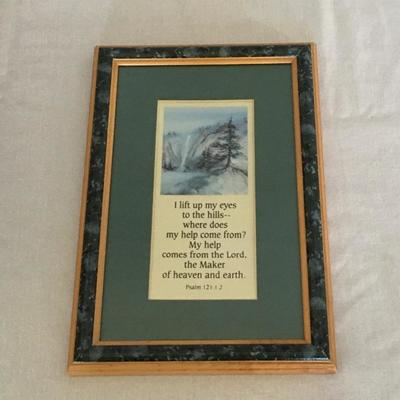 I lift up my eyes
to the hills--
where does
my help come from?
My help
comes from the Lord,
the Maker
of heaven and earth.
Psalm 121:1 2